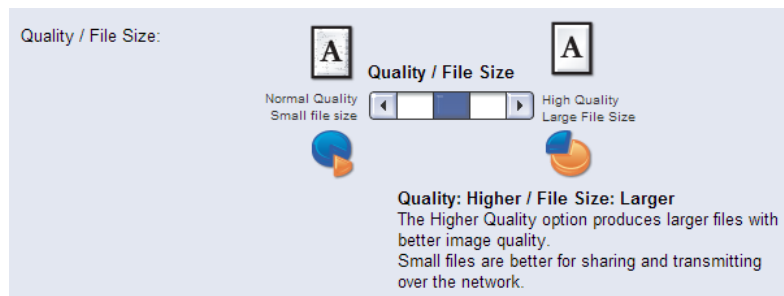 Quality / File Size:
A
A
Quality / File Size
Normal Quality
Small file size
High Quality
Large File Size
Quality: Higher / File Size: Larger
The Higher Quality option produces larger files with
better image quality.
Small files are better for sharing and transmitting
over the network.